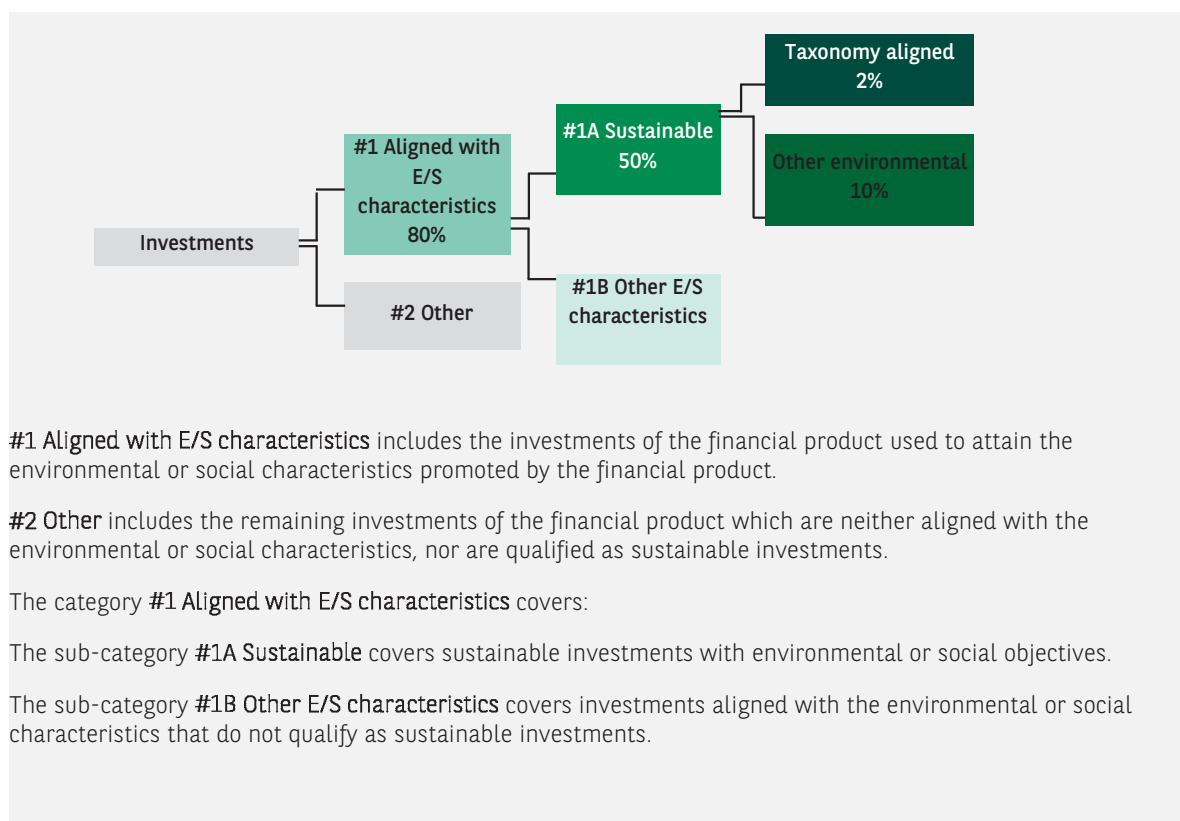 Taxonomy aligned
2%
#1A Sustainable
50%
Other environmental
10%
#1 Aligned with
E/S
characteristics
80%
Investments
#1B Other E/S
characteristics
#2 Other
#1 Aligned with E/S characteristics includes the investments of the financial product used to attain the
environmental or social characteristics promoted by the financial product.
#2 Other includes the remaining investments of the financial product which are neither aligned with the
environmental or social characteristics, nor are qualified as sustainable investments.
The category #1 Aligned with E/S characteristics covers:
The sub-category #1A Sustainable covers sustainable investments with environmental or social objectives.
The sub-category #1B Other E/S characteristics covers investments aligned with the environmental or social
characteristics that do not qualify as sustainable investments.